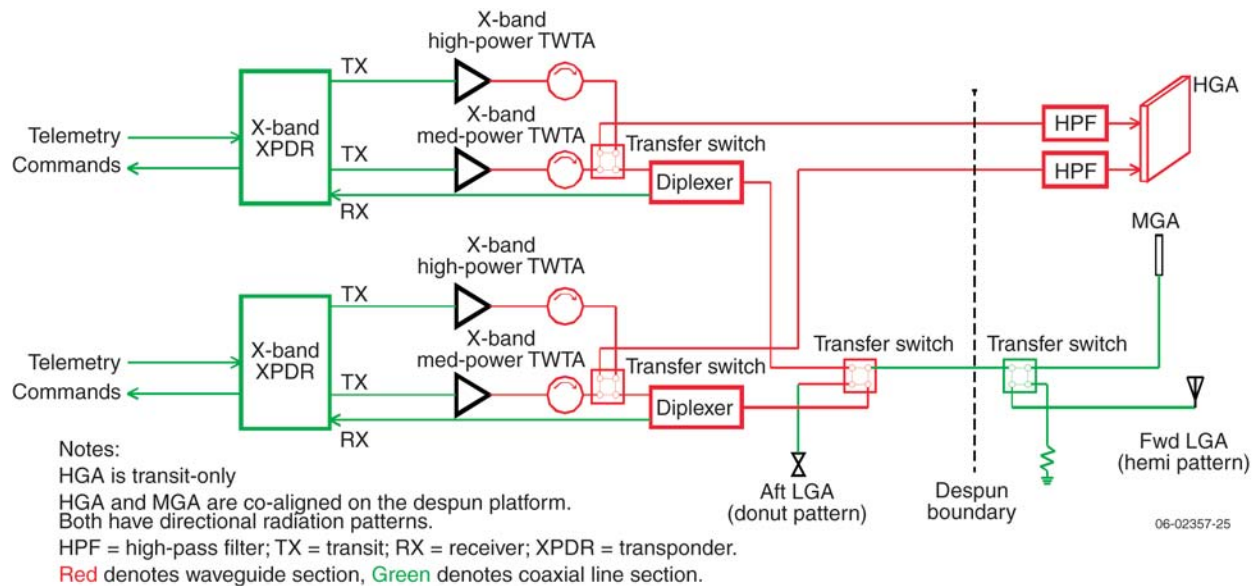 X-band
high-power TWTA
TX
HGA
X-band
XPDR
Telemetry
Commands
X-band
med-power TWTA
TX
RX
Transfer switch
Diplexer
HPF
HPF
MGA
X-band
high-power TWTA
TX
X-band
XPDR
Telemetry
Commands
X-band
med-power TWTA
TX
RX
Transfer switch
Diplexer
Transfer switch
Transfer switch
Aft LGA
(donut pattern)
Despun
boundary
Fwd LGA
(hemi pattern)
06-02357-25
Notes:
HGA is transit-only
HGA and MGA are co-aligned on the despun platform.
Both have directional radiation patterns.
HPF = high-pass filter; TX = transit; RX = receiver; XPDR = transponder.
Red denotes waveguide section, Green denotes coaxial line section.